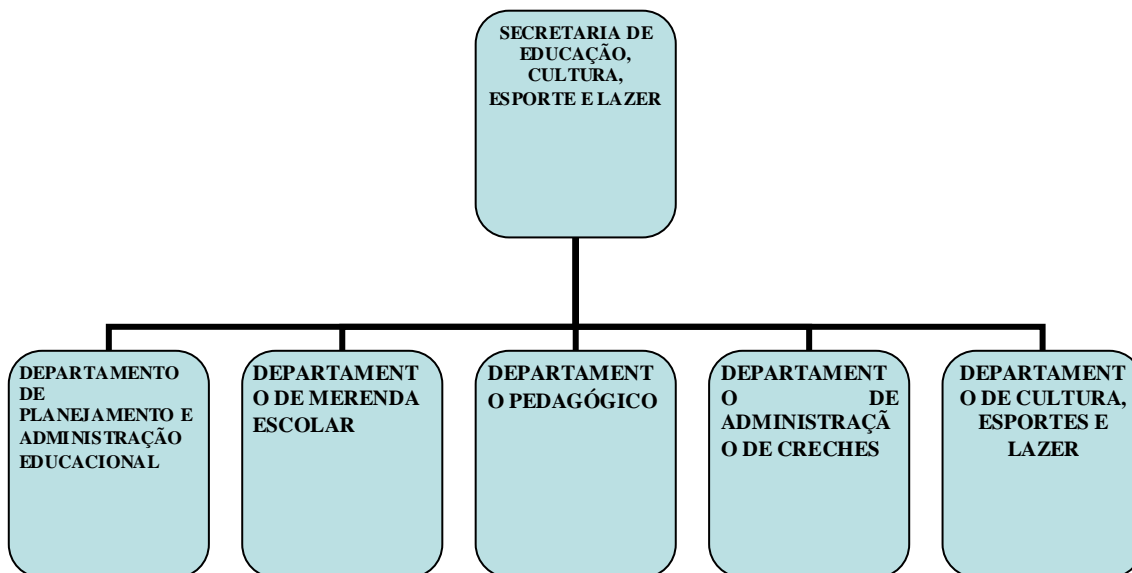 SECRETARIA DE
EDUCAÇÃO,
CULTURA,
ESPORTE E LAZER
DEPARTAMENTO
DE
PLANEJAMENTO E
ADMINISTRAÇÃO
EDUCACIONAL
DEPARTAMENT
O DE MERENDA
ESCOLAR
DEPARTAMENT
O PEDAGÓGICO
DEPARTAMENT
O DE
ADMINISTRAÇÃ
O DE CRECHES
DEPARTAMENT
O DE CULTURA,
ESPORTES E
LAZER